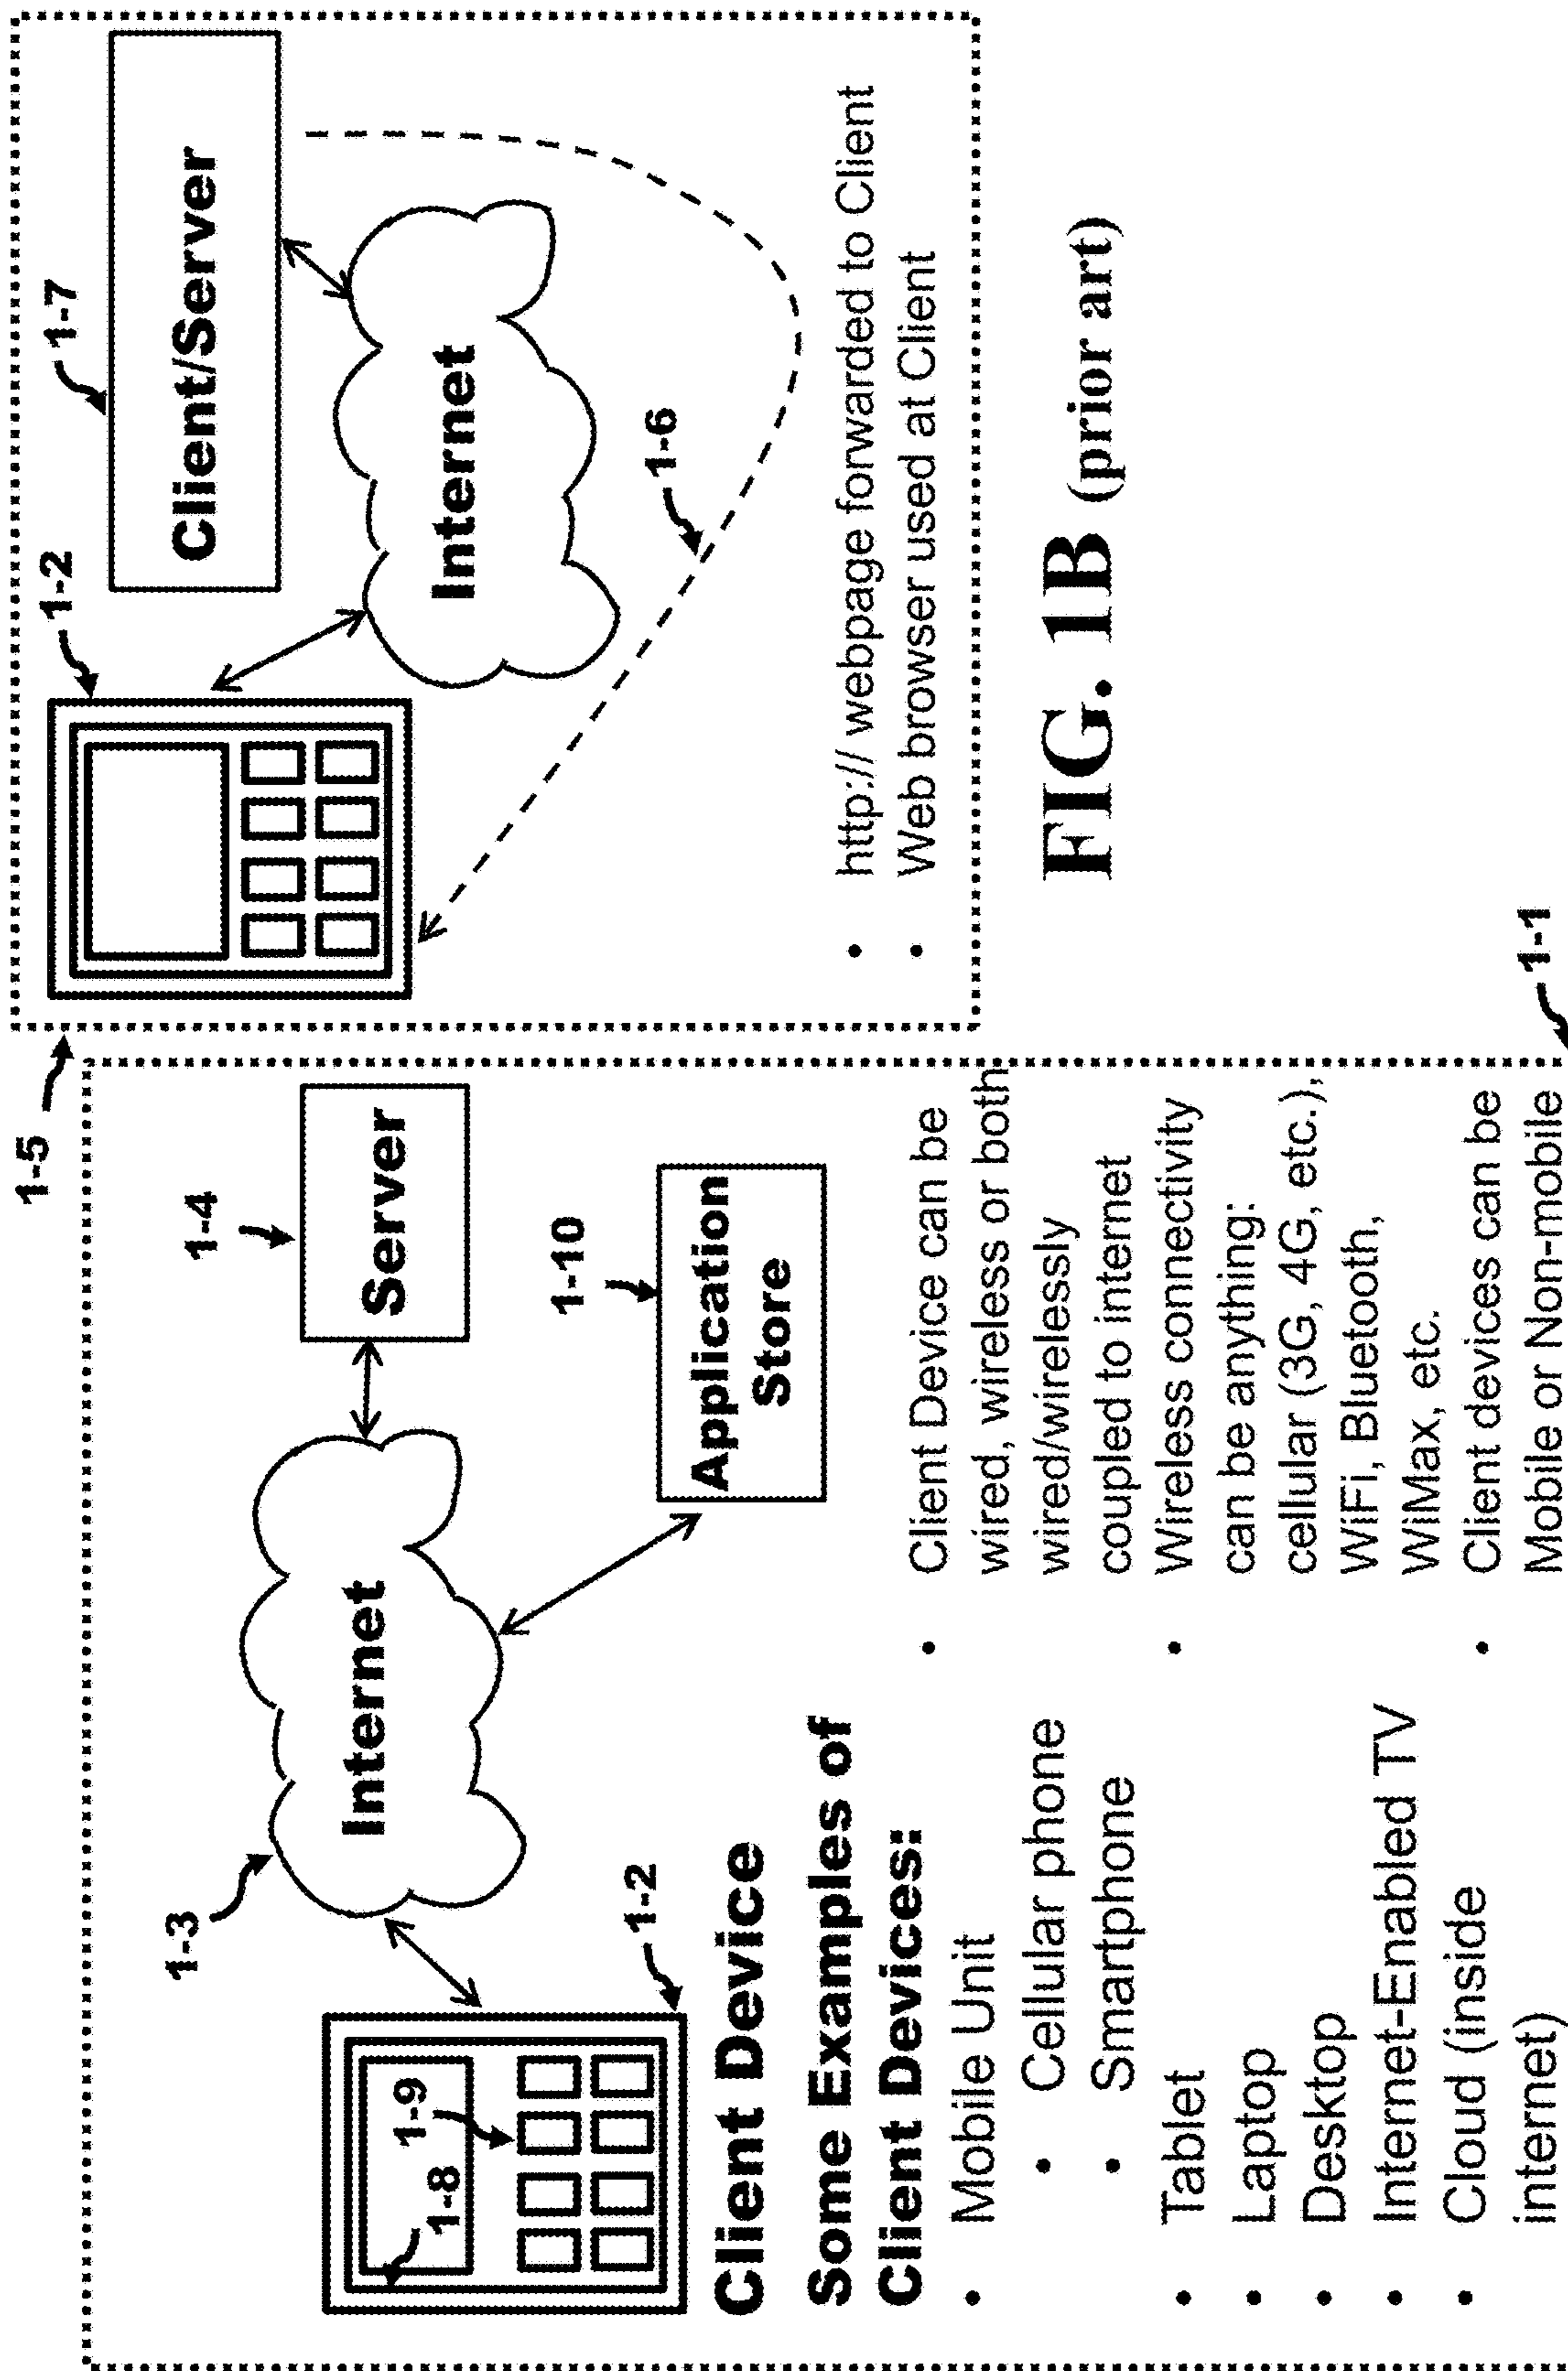 1-5
1-4
Server
1-3
Internet
1-10
Application
Store
1-9
1-8
1-2
Client Device
Some Examples of
Client Devices:
• Mobile Unit
• Cellular phone
• Smartphone
• Tablet
• Laptop
• Desktop
• Internet-Enabled TV
• Cloud (inside
internet)
• Client Device can be
wired, wireless or both
wired/wirelessly
coupled to internet
• Wireless connectivity
can be anything:
cellular (3G, 4G, etc.),
WiFi, Bluetooth,
WiMax, etc.
• Client devices can be
Mobile or Non-mobile
1-1
1-2
1-7
Client/Server
Internet
1-6
• http:// webpage forwarded to Client
• Web browser used at Client
FIG. 1B (prior art)